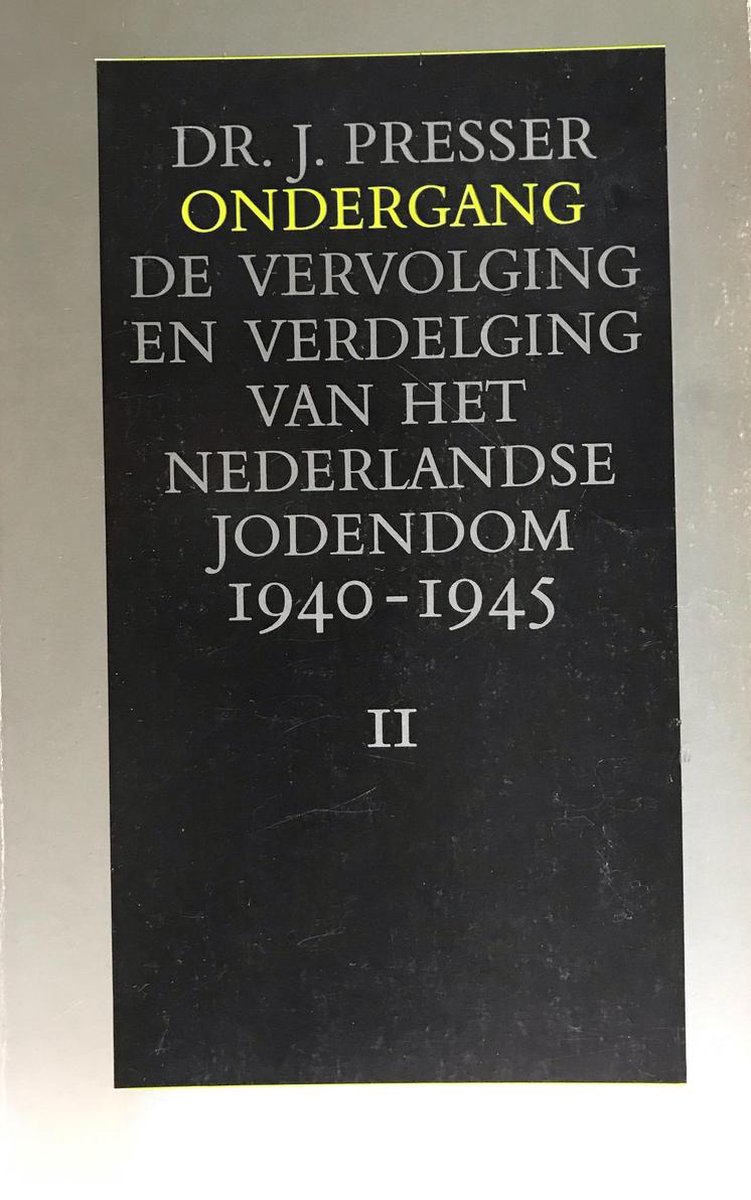 DR. J. PRESSER
ONDERGANG
DE VERVOLGING
EN VERDELGING
VAN HET
NEDERLANDSE
JODENDOM
1940-1945
II